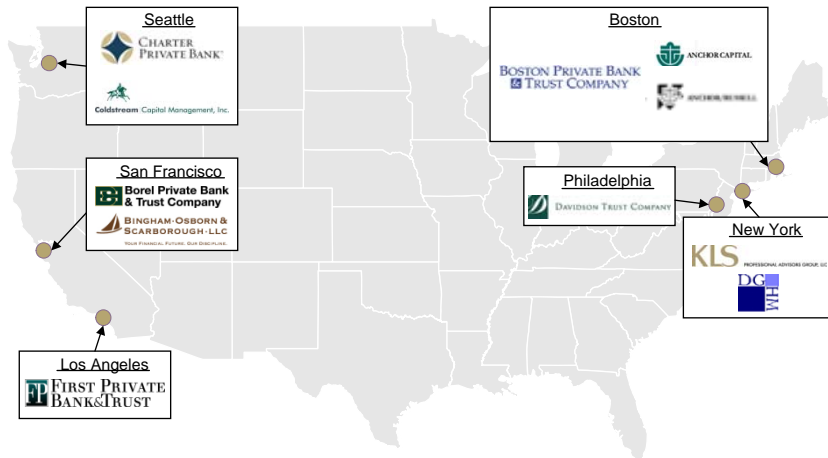 Seattle
CHARTER
PRIVATE BANK
Coldstream Capital Management, Inc.
Boston
BOSTON PRIVATE BANK
& TRUST COMPANY
ANCHOR CAPITAL
San Francisco
Borel Private Bank
& Trust Company
BINGHAM·OSBORN &
SCARBOROUGH·LLC
YOUR FINANCIAL FUTURE. OUR DISCIPLINE.
Philadelphia
DAVIDSON TRUST COMPANY
New York
KLS
PROFESSIONAL ADVISORS GROUP, LLC
DG
HM
Los Angeles
FP
FIRST PRIVATE
BANK&TRUST